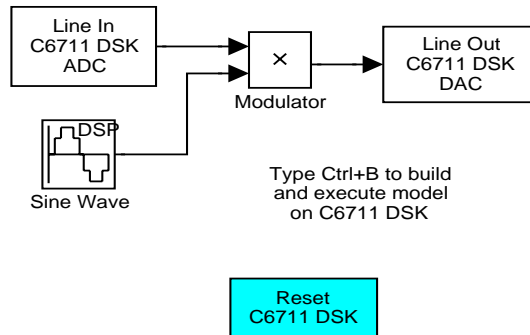 Line In
C6711 DSK
ADC
×
Modulator
Line Out
C6711 DSK
DAC
DSP
Sine Wave
Type Ctrl+B to build
and execute model
on C6711 DSK
Reset
C6711 DSK